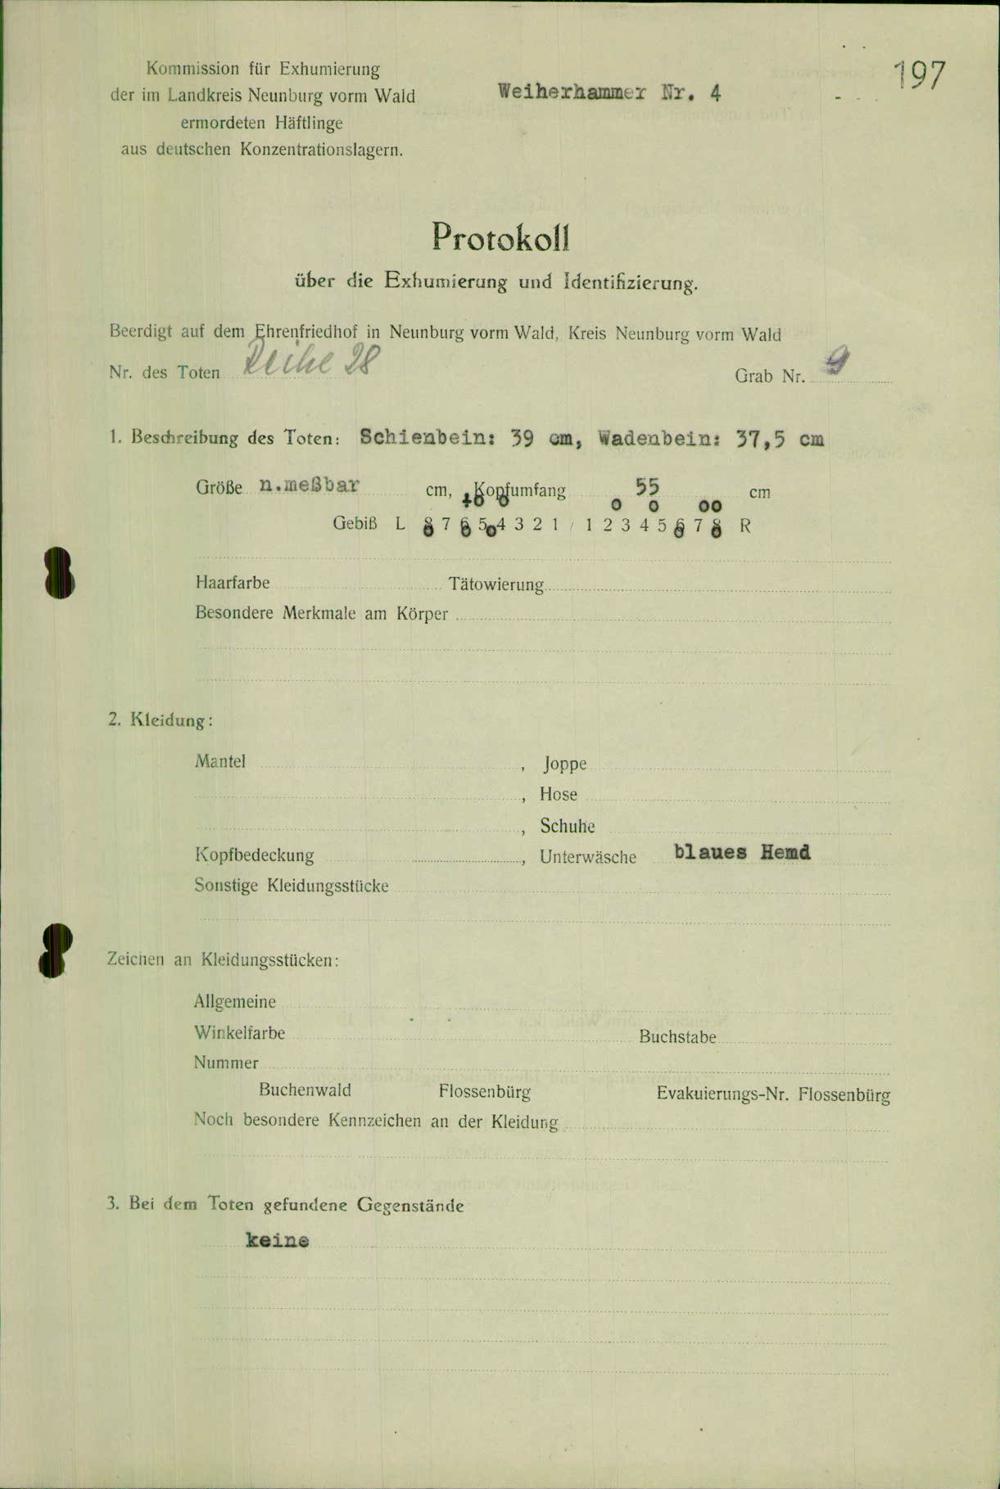 197
Kommission für Exhumierung
der im Landkreis Neunburg vorm Wald
ermordeten Häftlinge
aus deutschen Konzentrationslagern.
Weiherhammer Nr. 4
Protokoll
über die Exhumierung und Identifizierung.
Beerdigt auf dem Ehrenfriedhof in Neunburg vorm Wald, Kreis Neunburg vorm Wald
Nr. des Toten Reihe 28 Grab Nr. 9
1. Beschreibung des Toten: Schienbein: 39 cm, Wadenbein: 37,5 cm
Größe n.meßbar cm, Kopfumfang 55 cm
Gebiß L 8 7 6 5 4 3 2 1 / 1 2 3 4 5 6 7 8 R
Haarfarbe Tätowierung
Besondere Merkmale am Körper
2. Kleidung:
Mantel , Joppe
, Hose
, Schuhe
Kopfbedeckung , Unterwäsche blaues Hemd
Sonstige Kleidungsstücke
Zeichen an Kleidungsstücken:
Allgemeine
Winkelfarbe Buchstabe
Nummer
Buchenwald Flossenbürg Evakuierungs-Nr. Flossenbürg
Noch besondere Kennzeichen an der Kleidung
3. Bei dem Toten gefundene Gegenstände
keine